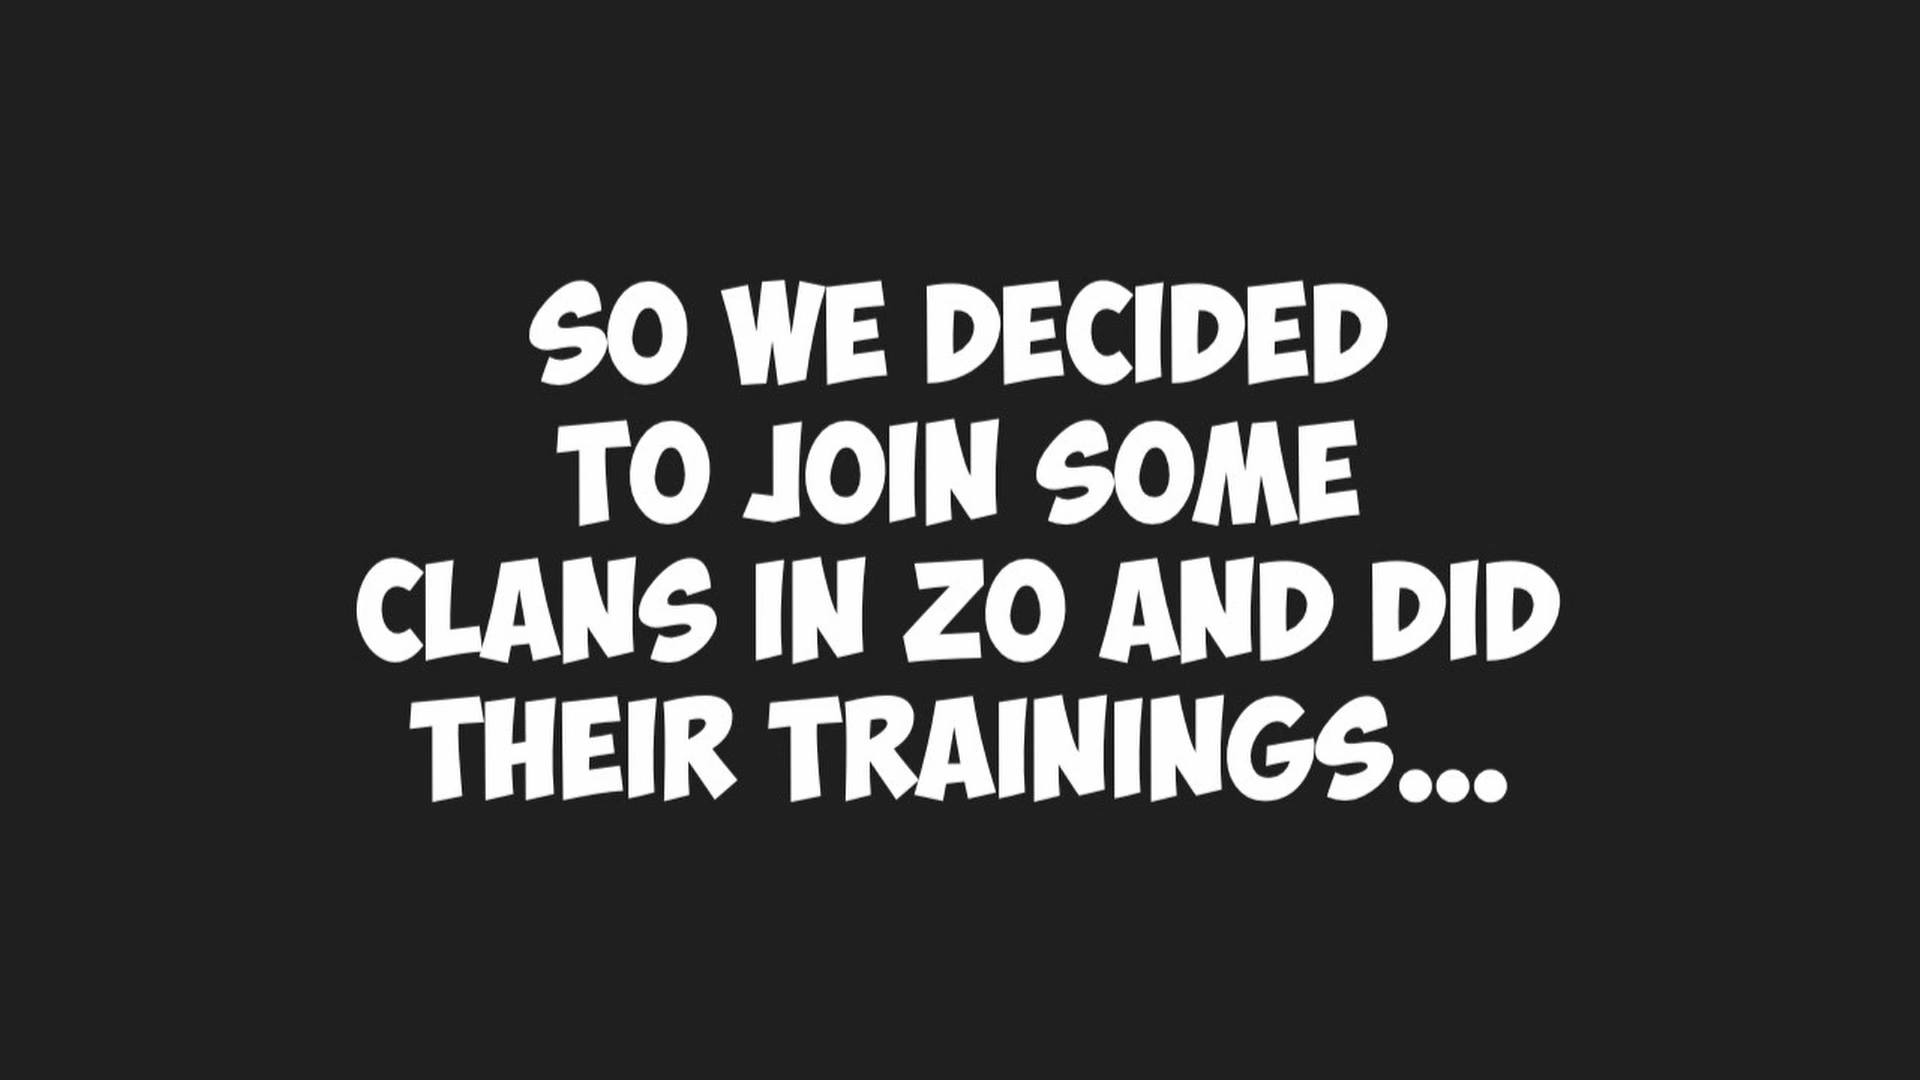 SO WE DECIDED
TO JOIN SOME
CLANS IN ZO AND DID
THEIR TRAININGS...